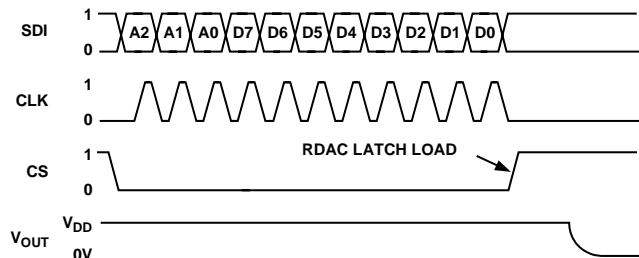 SDI 1 0 A2 A1 A0 D7 D6 D5 D4 D3 D2 D1 D0
CLK 1 0
RDAC LATCH LOAD
CS 1 0
VOUT VDD 0V